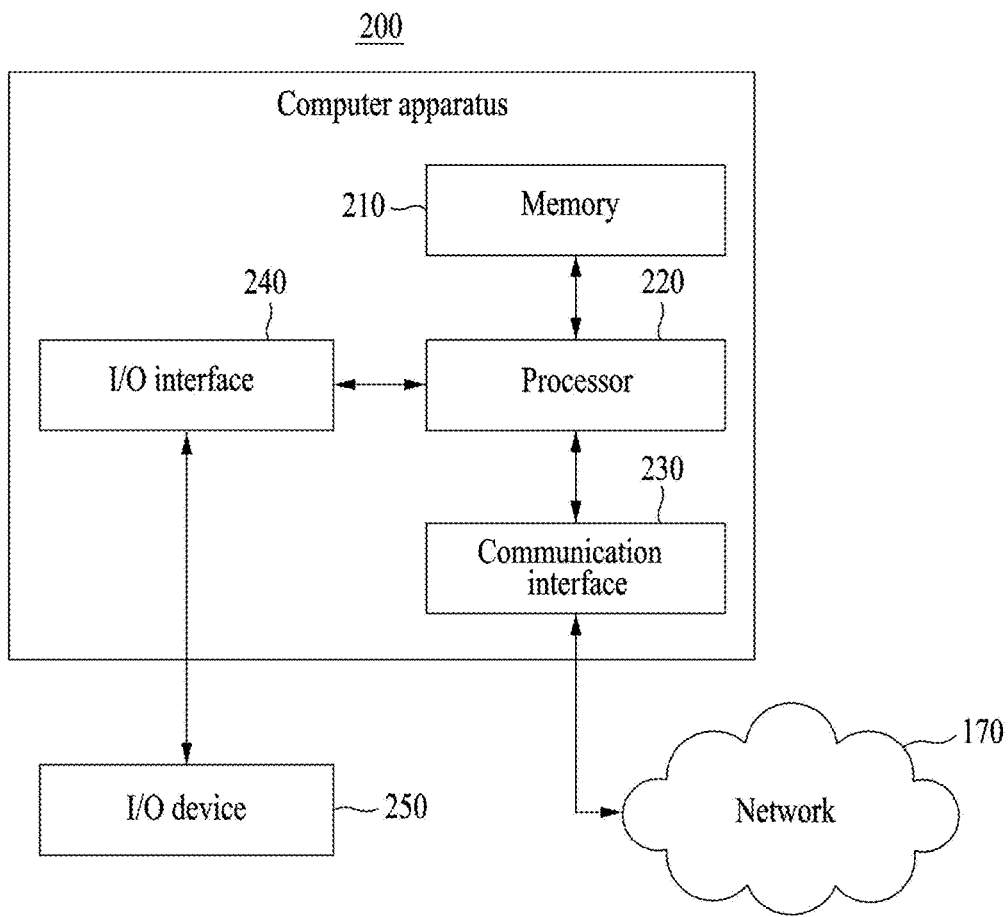 200
Computer apparatus
210
Memory
240
220
I/O interface
Processor
230
Communication
interface
170
I/O device
250
Network